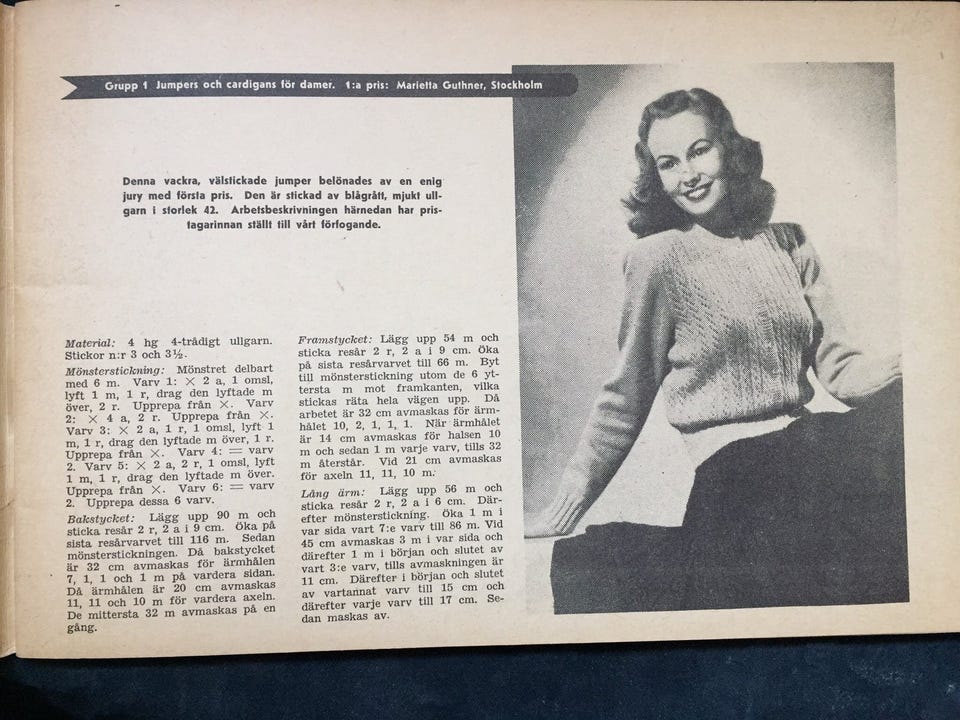 Grupp 1 Jumpers och cardigans för damer. 1:a pris: Marietta Guthner, Stockholm
Denna vackra, välstickade jumper belönades av en enig
jury med första pris. Den är stickad av blågrått, mjukt ull-
garn i storlek 42. Arbetsbeskrivningen härnedan har pris-
tagarinnan ställt till vårt förfogande.
Material: 4 hg 4-trådigt ullgarn.
Stickor n:r 3 och 3½.
Mönsterstickning: Mönstret delbart
med 6 m. Varv 1: × 2 a, 1 omsl,
lyft 1 m, 1 r, drag den lyftade m
över, 2 r. Upprepa från ×. Varv
2: × 4 a, 2 r. Upprepa från ×.
Varv 3: × 2 a, 1 r, 1 omsl, lyft 1
m, 1 r, drag den lyftade m över, 1 r.
Upprepa från ×. Varv 4: = varv
2. Varv 5: × 2 a, 2 r, 1 omsl, lyft
1 m, 1 r, drag den lyftade m över.
Upprepa från ×. Varv 6: = varv
2. Upprepa dessa 6 varv.
Bakstycket: Lägg upp 90 m och
sticka resår 2 r, 2 a i 9 cm. Öka på
sista resårvarvet till 116 m. Sedan
mönsterstickningen. Då bakstycket
är 32 cm avmaskas för ärmhålen
7, 1, 1 och 1 m på vardera sidan.
Då ärmhålen är 20 cm avmaskas
11, 11 och 10 m för vardera axeln.
De mittersta 32 m avmaskas på en
gång.
Framstycket: Lägg upp 54 m och
sticka resår 2 r, 2 a i 9 cm. Öka
på sista resårvarvet till 66 m. Byt
till mönsterstickning utom de 6 yt-
tersta m mot framkanten, vilka
stickas räta hela vägen upp. Då
arbetet är 32 cm avmaskas för ärm-
hålet 10, 2, 1, 1, 1. När ärmhålet
är 14 cm avmaskas för halsen 10
m och sedan 1 m varje varv, tills 32
m återstår. Vid 21 cm avmaskas
för axeln 11, 11, 10 m.
Lång ärm: Lägg upp 56 m och
sticka resår 2 r, 2 a i 6 cm. Där-
efter mönsterstickning. Öka 1 m i
var sida vart 7:e varv till 86 m. Vid
45 cm avmaskas 3 m i var sida och
därefter 1 m i början och slutet av
vart 3:e varv, tills avmaskningen är
11 cm. Därefter i början och slutet
av vartannat varv till 15 cm och
därefter varje varv till 17 cm. Se-
dan maskas av.